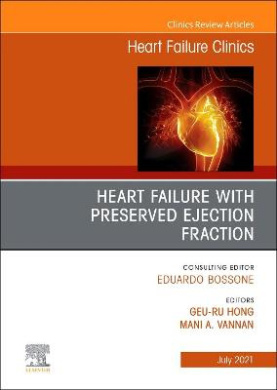 Clinics Review Articles
Heart Failure Clinics
HEART FAILURE WITH
PRESERVED EJECTION
FRACTION
CONSULTING EDITOR
EDUARDO BOSSONE
EDITORS
GEU-RU HONG
MANI A. VANNAN
ELSEVIER
July 2021